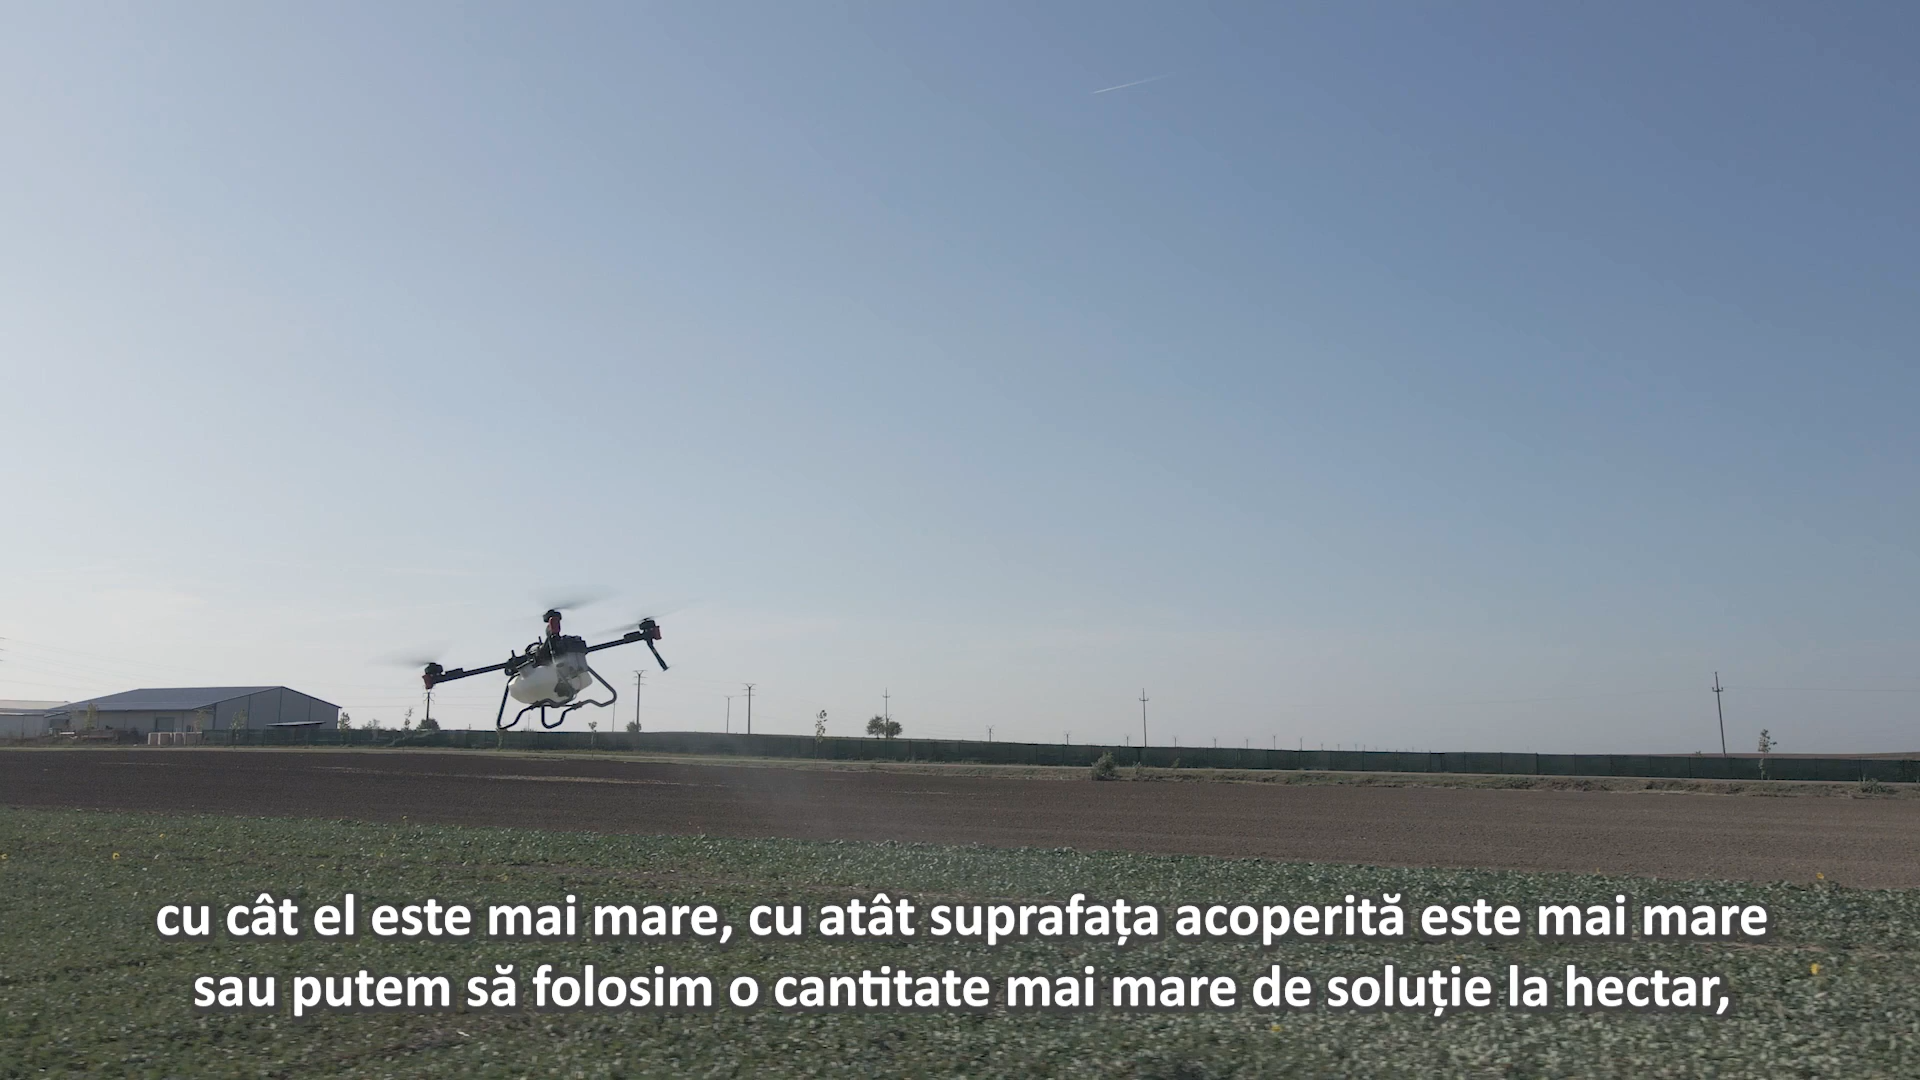 cu cât el este mai mare, cu atât suprafața acoperită este mai mare
sau putem să folosim o cantitate mai mare de soluție la hectar,